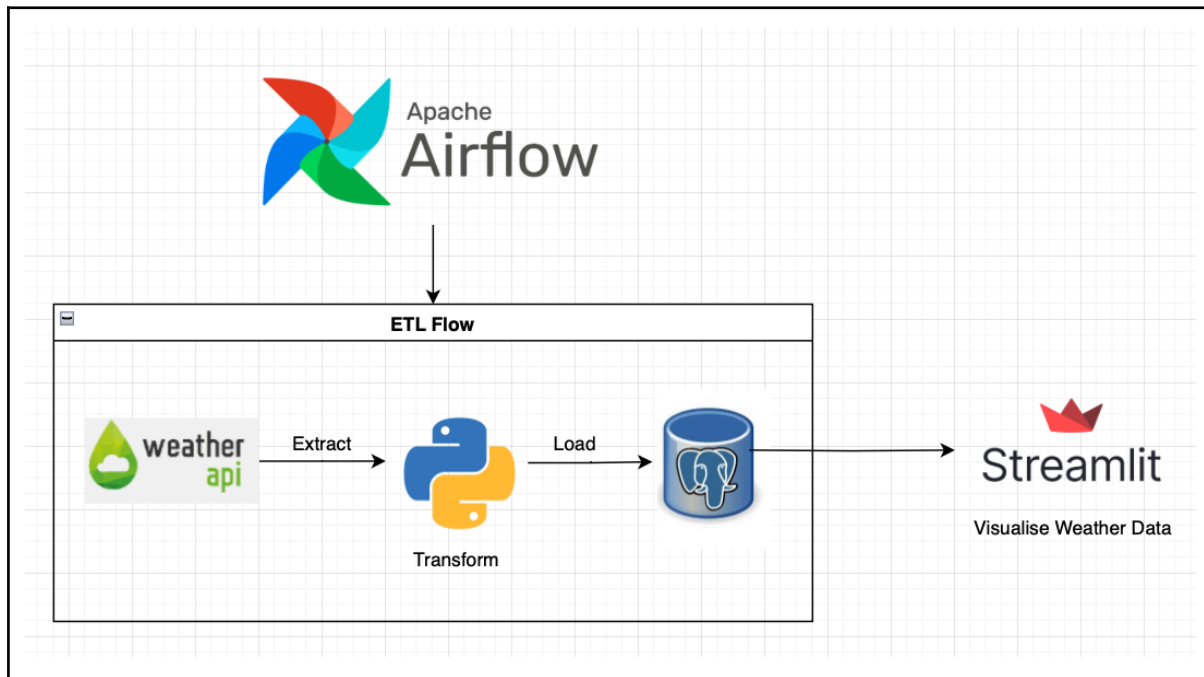 Apache
Airflow
ETL Flow
weather
api
Extract
Load
Transform
Streamlit
Visualise Weather Data